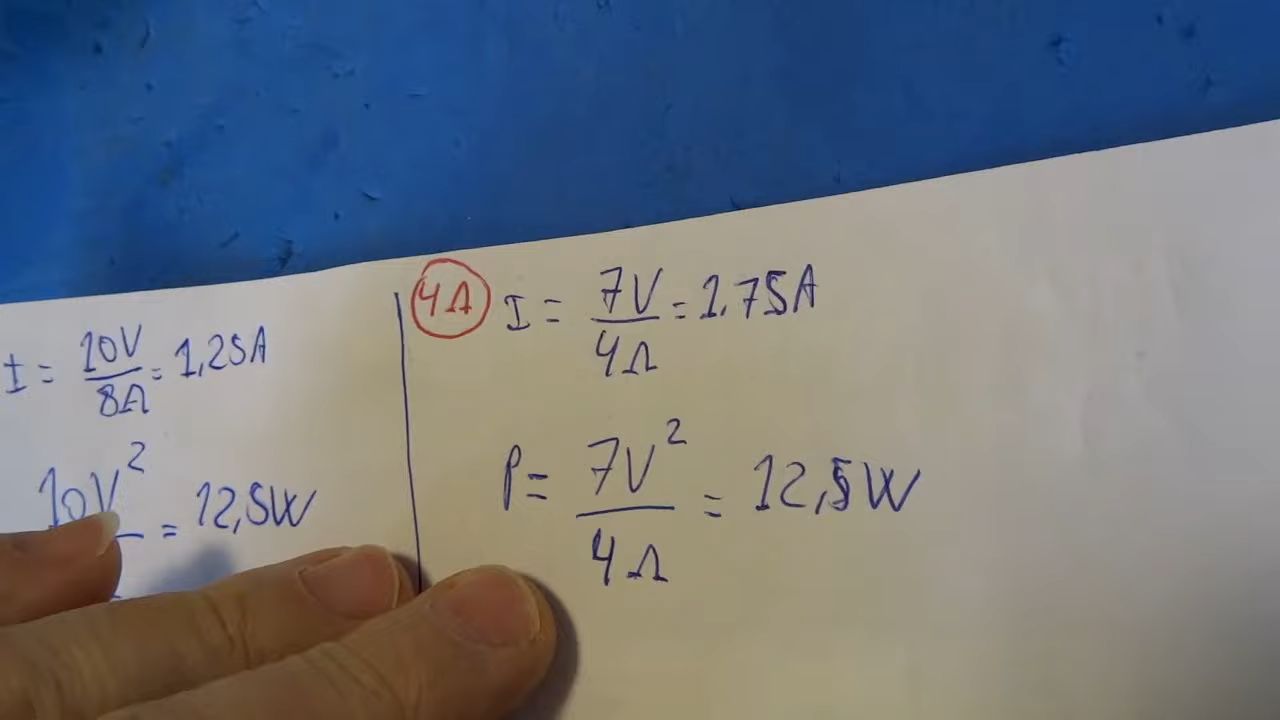 I = 10V/8Ω = 1,25A
10V²/ = 12,5W
4Ω I = 7V/4Ω = 1.75A
P = 7V²/4Ω = 12,5W